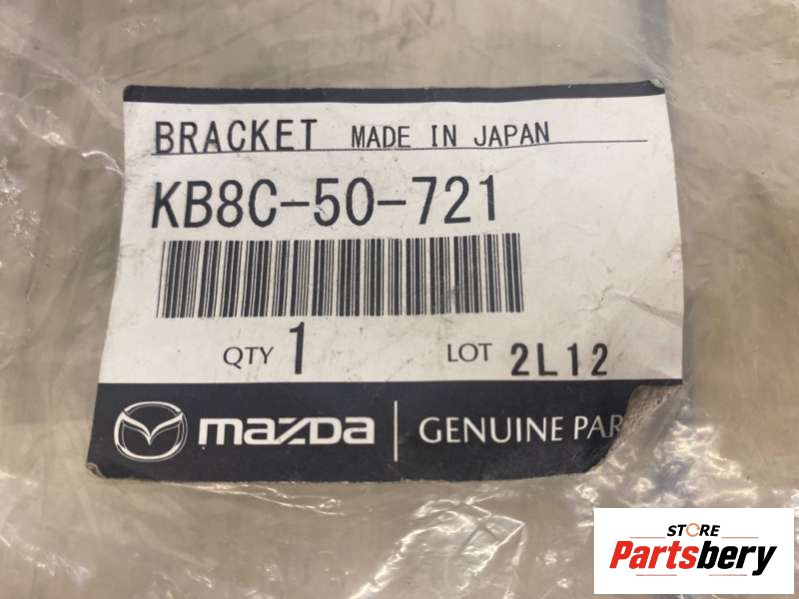 BRACKET MADE IN JAPAN
KB8C-50-721
QTY 1 LOT 2L12
mazda GENUINE PAR
STORE
Partsbery